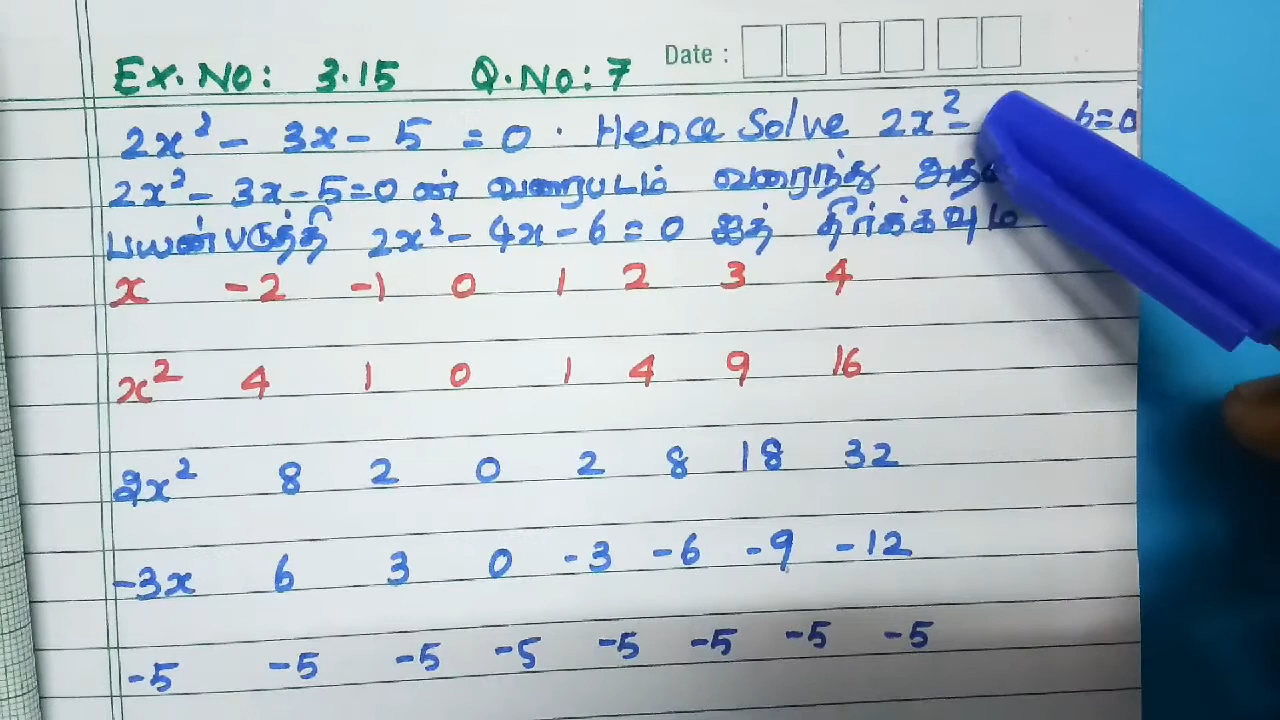 Date :
Ex.No: 3.15 Q.No: 7
2x² - 3x - 5 = 0. Hence Solve 2x² - 6=0
2x² - 3x - 5 = 0 ன் வரைபடம் வரைந்து
பயன்படுத்தி 2x² - 4x - 6 = 0 ஐத் தீர்க்கவும்
x -2 -1 0 1 2 3 4
x² 4 1 0 1 4 9 16
2x² 8 2 0 2 8 18 32
-3x 6 3 0 -3 -6 -9 -12
-5 -5 -5 -5 -5 -5 -5 -5